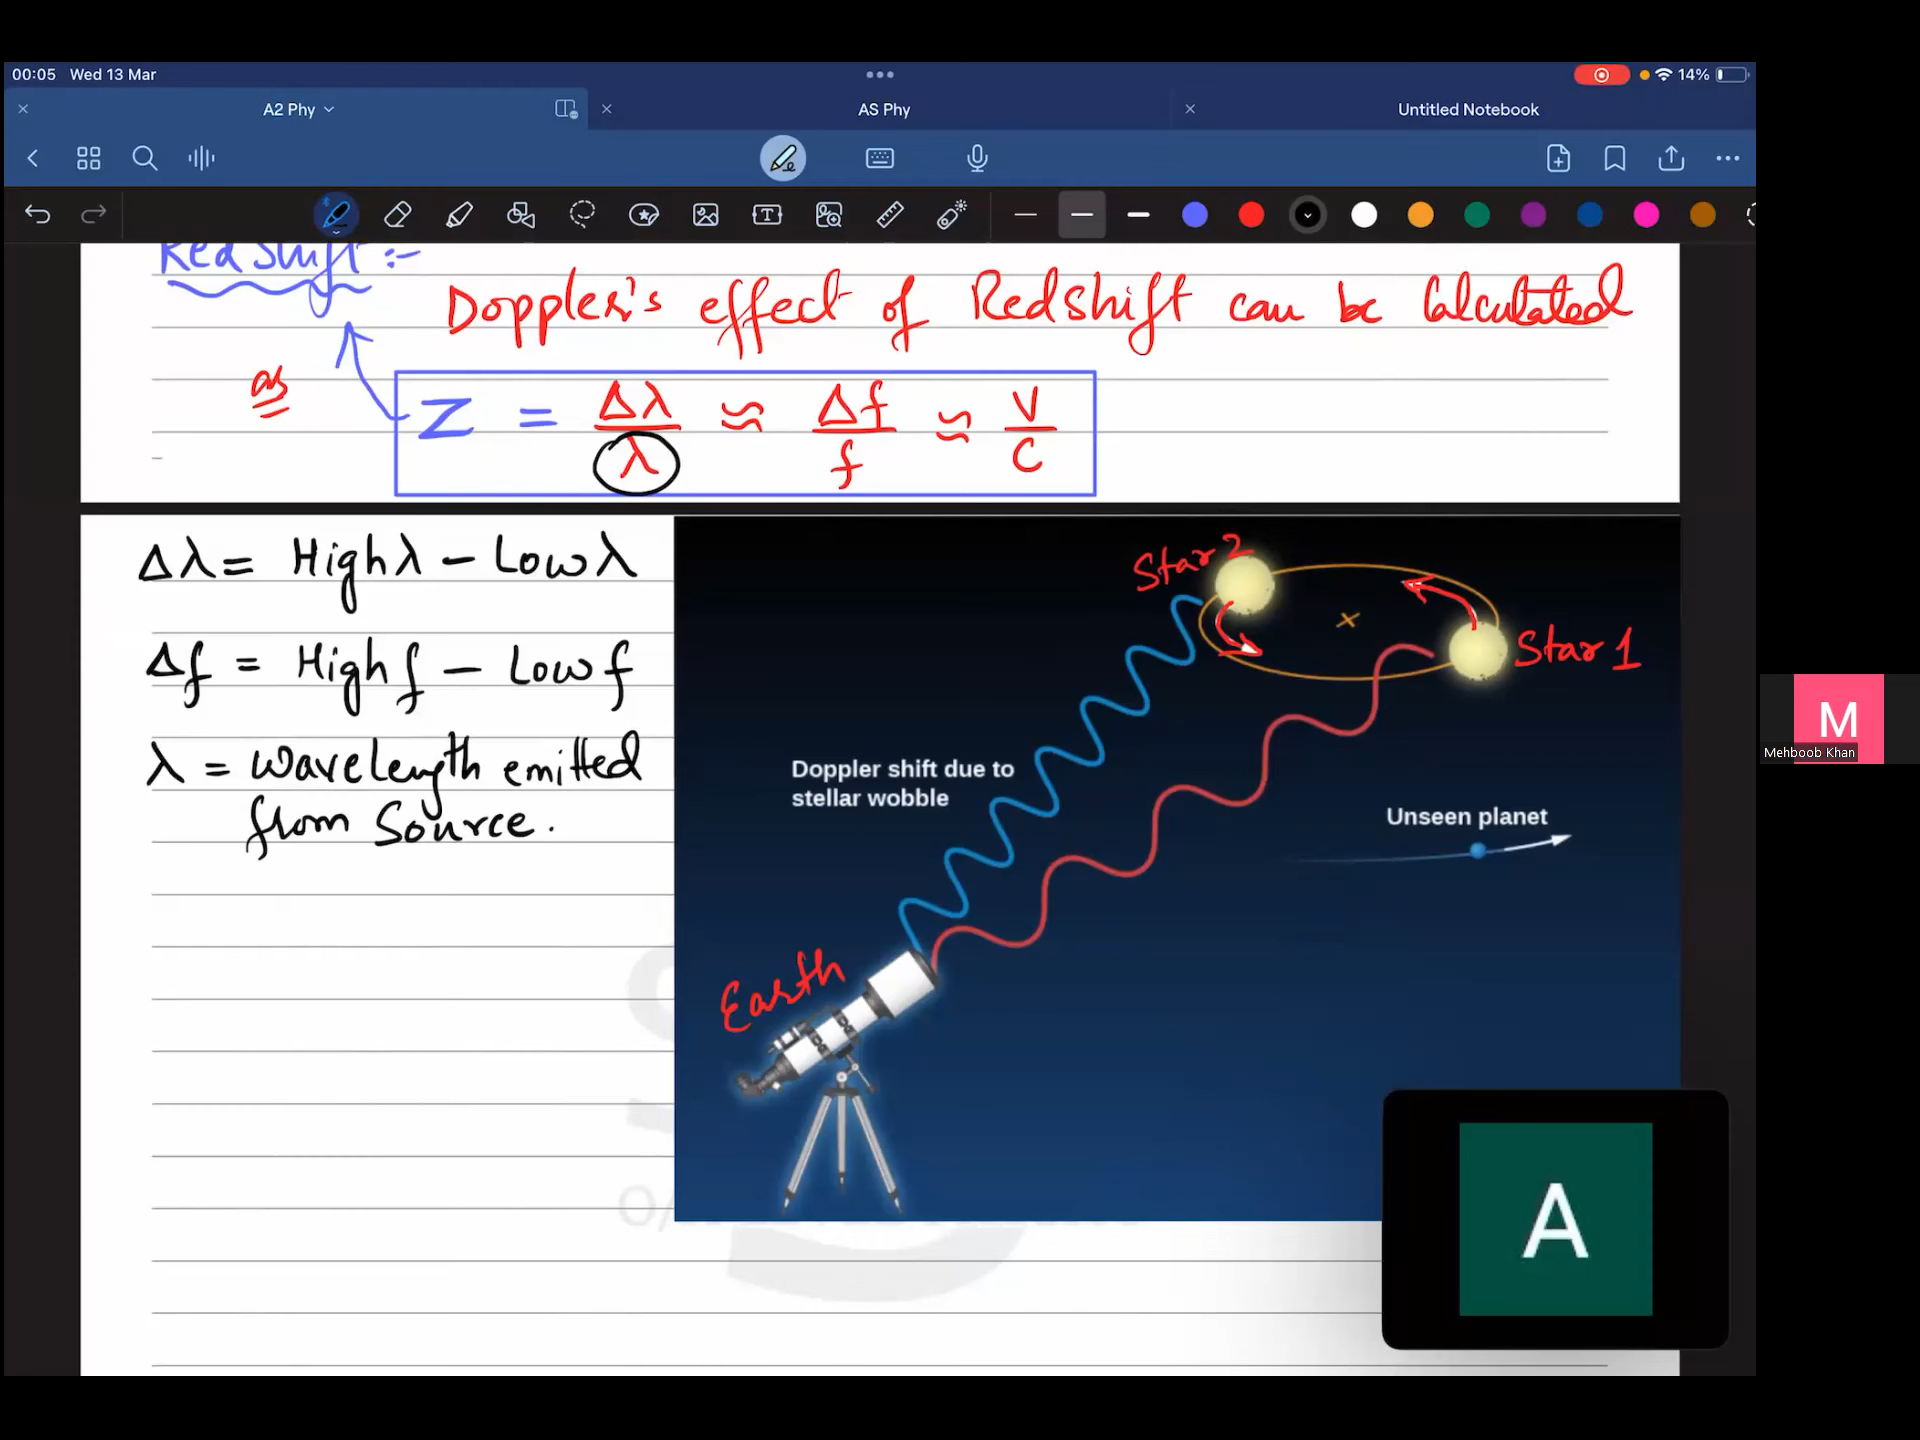 00:05 Wed 13 Mar
14%
A2 Phy
AS Phy
Untitled Notebook
Redshift :-
Doppler's effect of Redshift can be Calculated
as
Z = Δλ/λ ≈ Δf/f ≈ v/c
Δλ = High λ - Low λ
Δf = High f - Low f
λ = wavelength emitted
from Source.
Star 2
Star 1
Doppler shift due to
stellar wobble
Unseen planet
Earth
M
Mehboob Khan
A